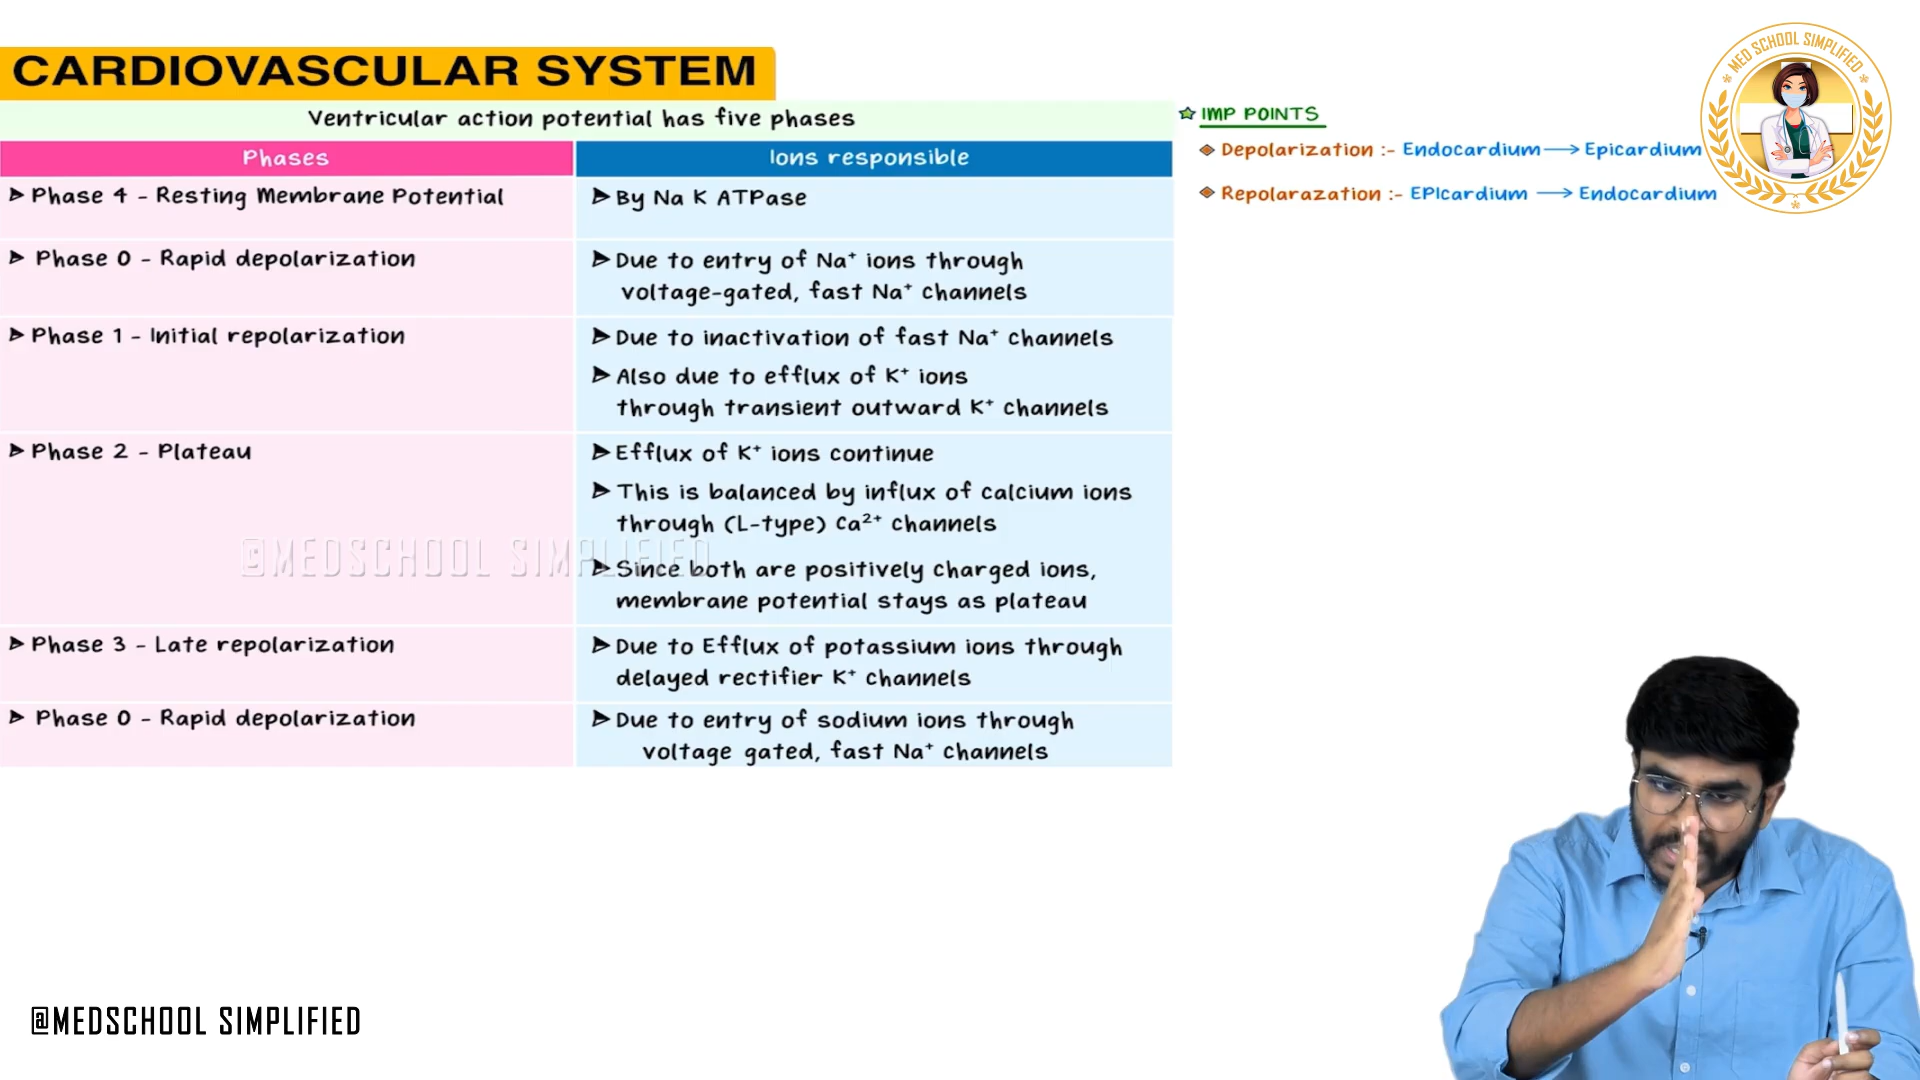 CARDIOVASCULAR SYSTEM
Ventricular action potential has five phases
Phases
Ions responsible
Phase 4 - Resting Membrane Potential
By Na K ATPase
Phase 0 - Rapid depolarization
Due to entry of Na⁺ ions through
voltage-gated, fast Na⁺ channels
Phase 1 - Initial repolarization
Due to inactivation of fast Na⁺ channels
Also due to efflux of K⁺ ions
through transient outward K⁺ channels
Phase 2 - Plateau
Efflux of K⁺ ions continue
This is balanced by influx of calcium ions
through (L-type) Ca²⁺ channels
Since both are positively charged ions,
membrane potential stays as plateau
Phase 3 - Late repolarization
Due to Efflux of potassium ions through
delayed rectifier K⁺ channels
Phase 0 - Rapid depolarization
Due to entry of sodium ions through
voltage gated, fast Na⁺ channels
IMP POINTS
Depolarization :- Endocardium → Epicardium
Repolarazation :- EPIcardium → Endocardium
MED SCHOOL SIMPLIFIED
@MEDSCHOOL SIMPLIFIED
@MEDSCHOOL SIMPLIFIED